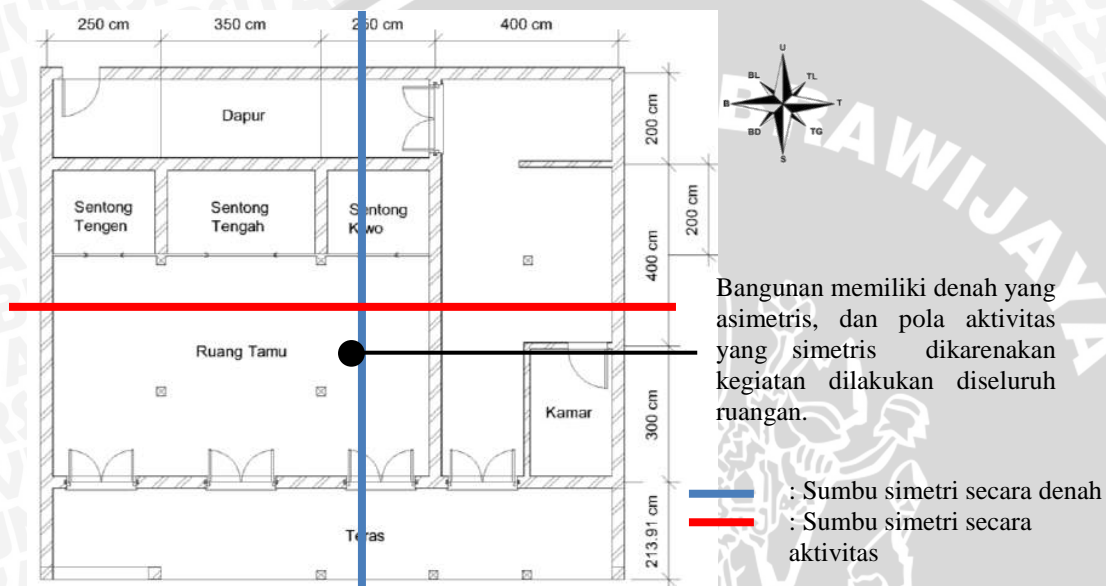 250 cm 350 cm 250 cm 400 cm
U
BL TL
B T
BD TG
S
BRAWIJAYA
Dapur
200 cm
Sentong Tengen
Sentong Tengah
Sentong Kiwo
200 cm
400 cm
Bangunan memiliki denah yang
asimetris, dan pola aktivitas
yang simetris dikarenakan
kegiatan dilakukan diseluruh
ruangan.
Ruang Tamu
Kamar
300 cm
: Sumbu simetri secara denah
: Sumbu simetri secara
aktivitas
Teras
213.91 cm